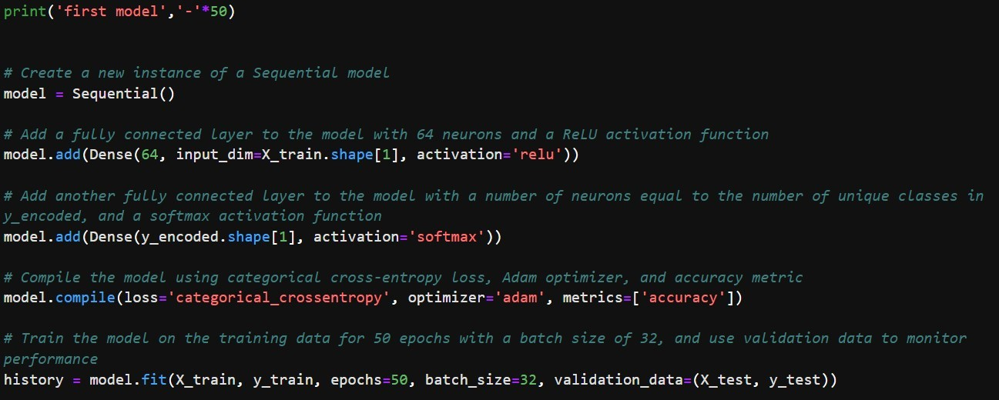 print('first model','-'*50)
# Create a new instance of a Sequential model
model = Sequential()
# Add a fully connected layer to the model with 64 neurons and a ReLU activation function
model.add(Dense(64, input_dim=X_train.shape[1], activation='relu'))
# Add another fully connected layer to the model with a number of neurons equal to the number of unique classes in
y_encoded, and a softmax activation function
model.add(Dense(y_encoded.shape[1], activation='softmax'))
# Compile the model using categorical cross-entropy loss, Adam optimizer, and accuracy metric
model.compile(loss='categorical_crossentropy', optimizer='adam', metrics=['accuracy'])
# Train the model on the training data for 50 epochs with a batch size of 32, and use validation data to monitor
performance
history = model.fit(X_train, y_train, epochs=50, batch_size=32, validation_data=(X_test, y_test))